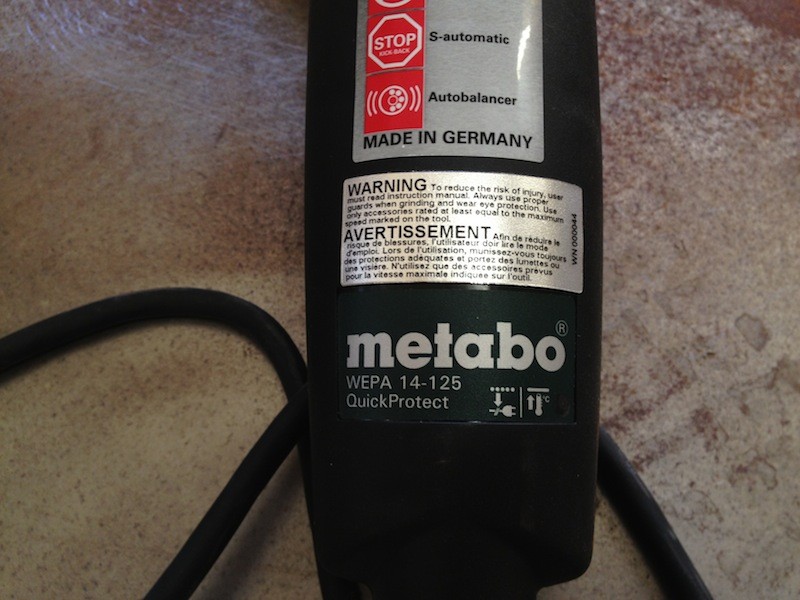 STOP
KICK-BACK
S-automatic
Autobalancer
MADE IN GERMANY
WARNING To reduce the risk of injury, user
must read instruction manual. Always use proper
guards when grinding and wear eye protection. Use
only accessories rated at least equal to the maximum
speed marked on the tool.
AVERTISSEMENT Afin de réduire le
risque de blessures, l'utilisateur doir lire le mode
d'emploi. Lors de l'utilisation, munissez-vous toujours
des protections adéquates et portez des lunettes ou
une visière. N'utilisez que des accessoires prévus
pour la vitesse maximale indiquée sur l'outil.
WN 000044
metabo®
WEPA 14-125
QuickProtect
°C